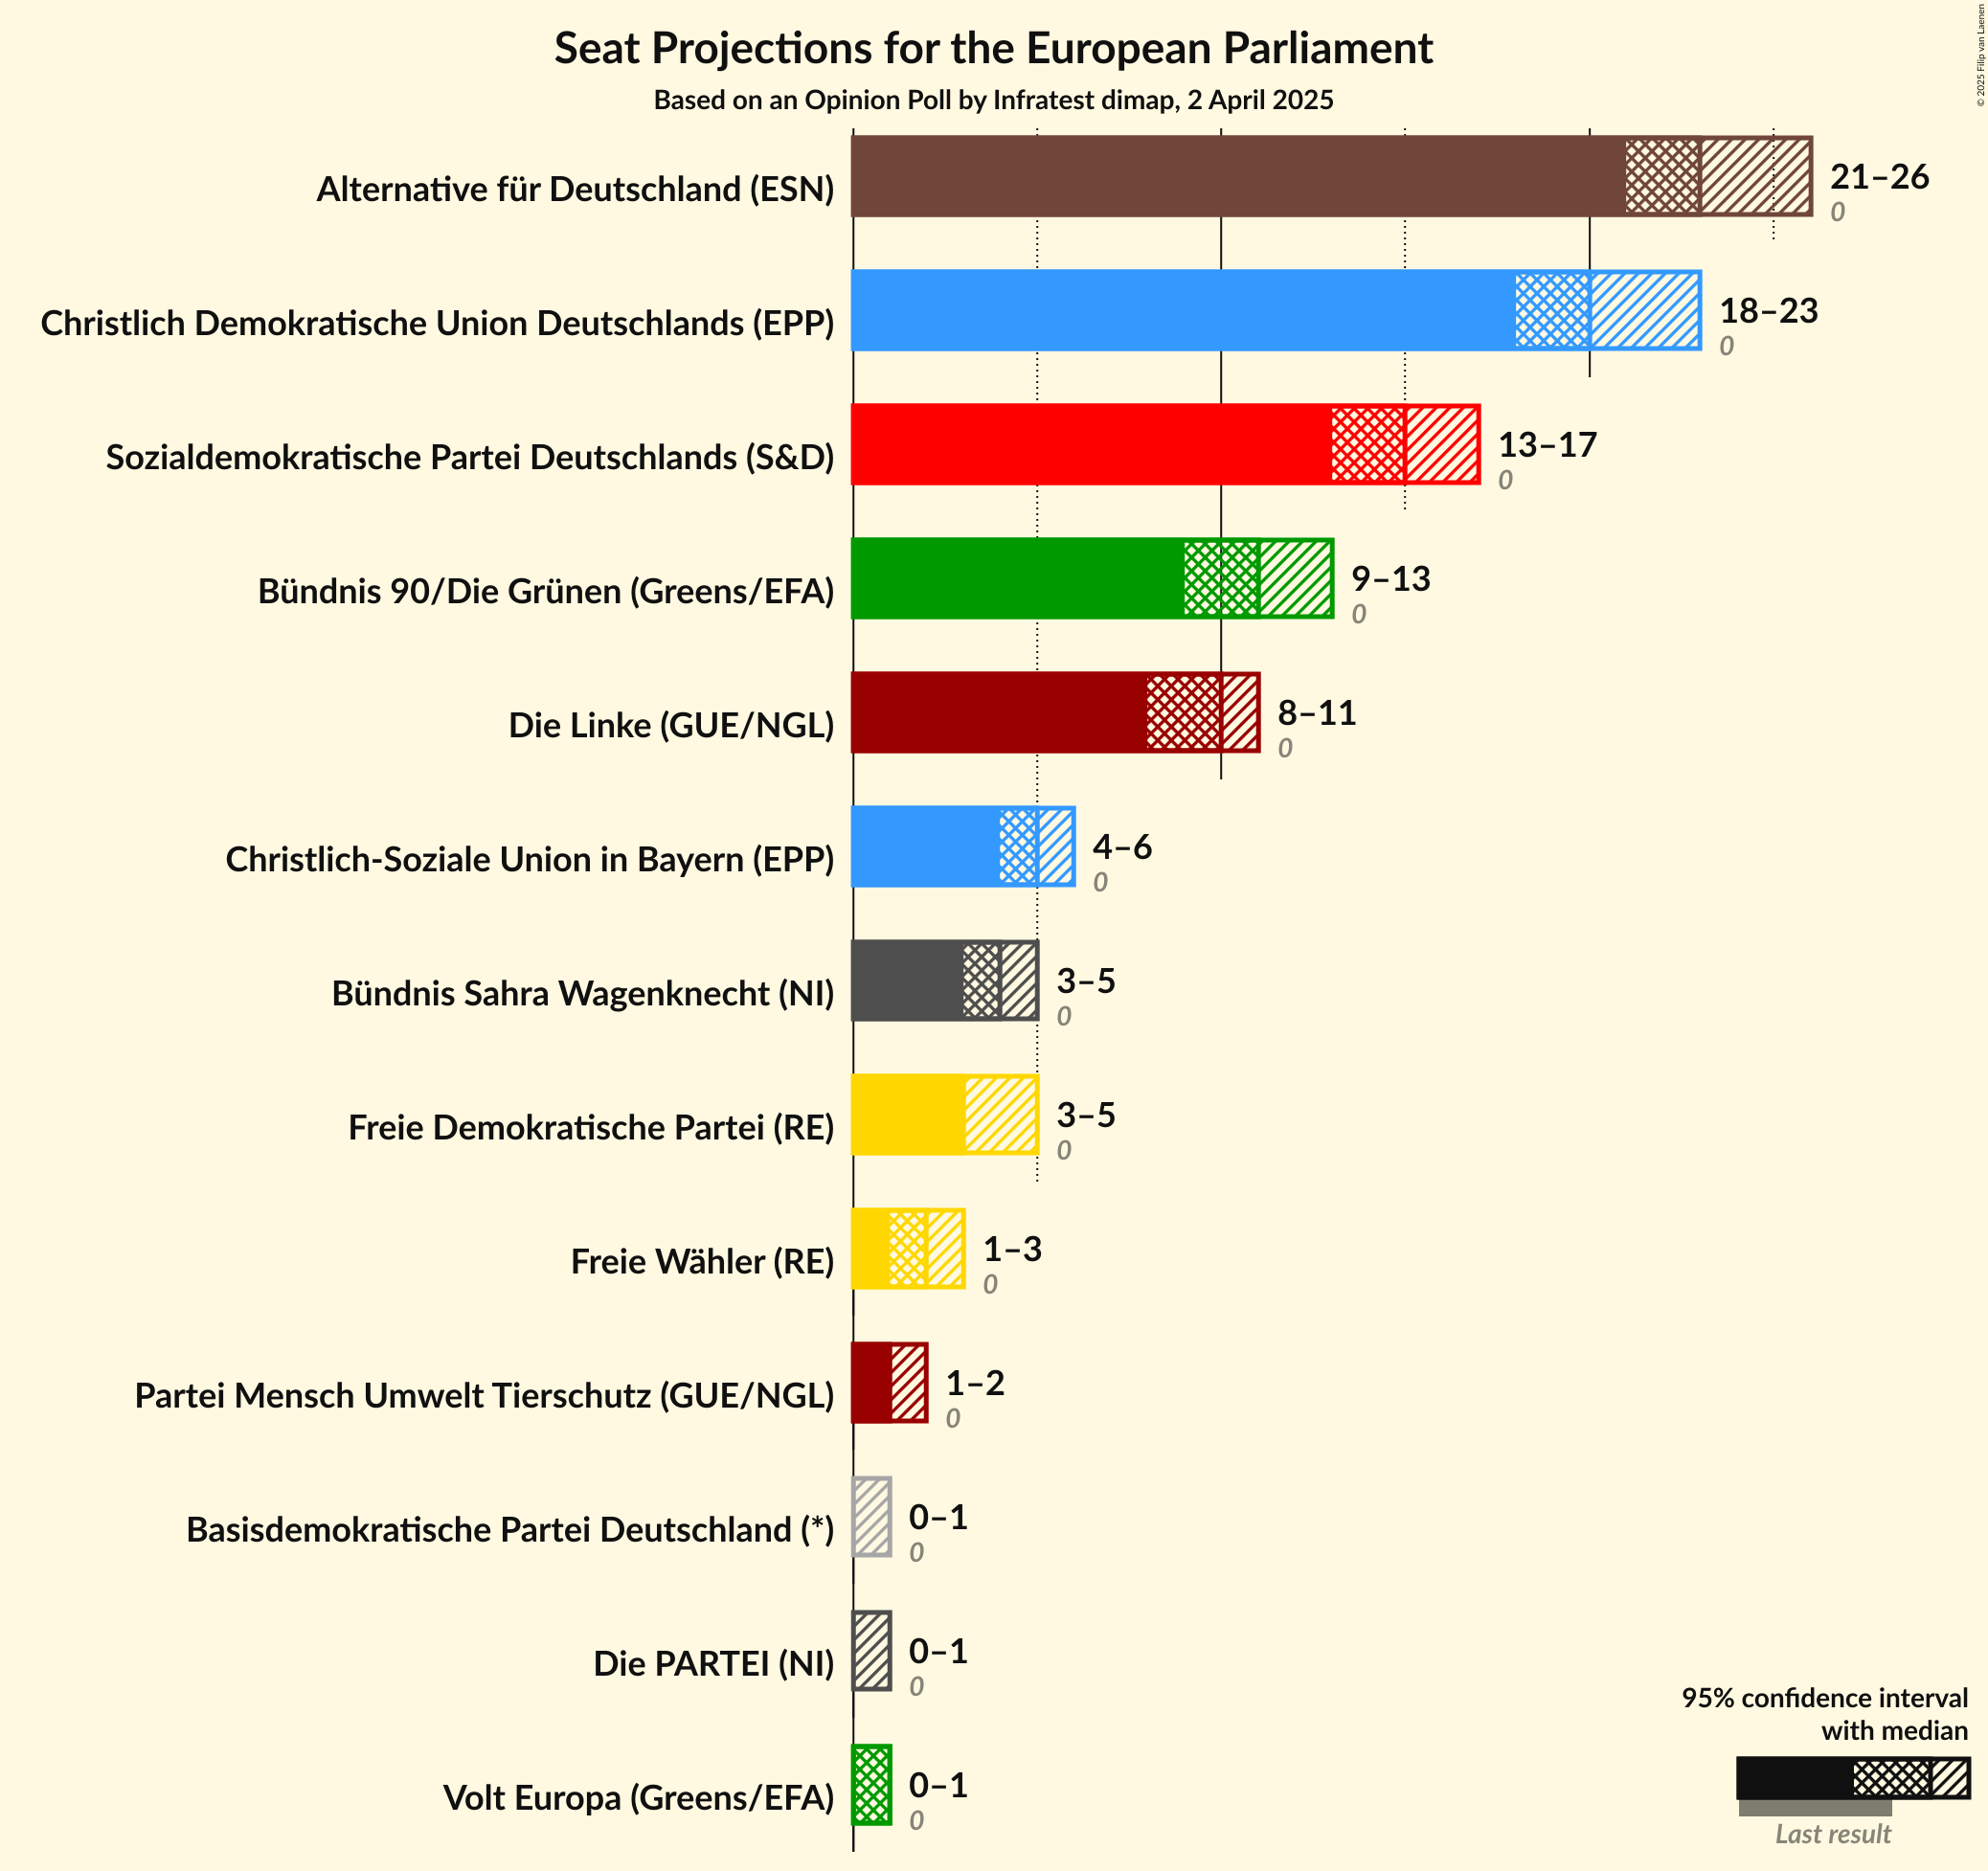 Seat Projections for the European Parliament
Based on an Opinion Poll by Infratest dimap, 2 April 2025
© 2025 Filip van Laenen
Alternative für Deutschland (ESN)
21–26
0
Christlich Demokratische Union Deutschlands (EPP)
18–23
0
Sozialdemokratische Partei Deutschlands (S&D)
13–17
0
Bündnis 90/Die Grünen (Greens/EFA)
9–13
0
Die Linke (GUE/NGL)
8–11
0
Christlich-Soziale Union in Bayern (EPP)
4–6
0
Bündnis Sahra Wagenknecht (NI)
3–5
0
Freie Demokratische Partei (RE)
3–5
0
Freie Wähler (RE)
1–3
0
Partei Mensch Umwelt Tierschutz (GUE/NGL)
1–2
0
Basisdemokratische Partei Deutschland (*)
0–1
0
Die PARTEI (NI)
0–1
0
Volt Europa (Greens/EFA)
0–1
0
95% confidence interval
with median
Last result